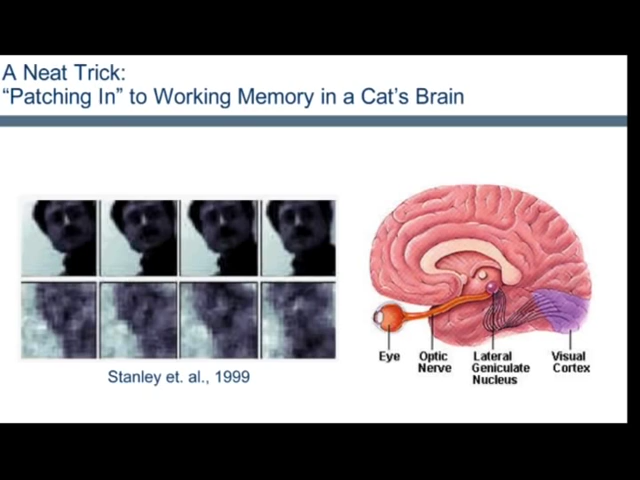 A Neat Trick:
“Patching In” to Working Memory in a Cat’s Brain
Stanley et. al., 1999
Eye
Optic
Nerve
Lateral
Geniculate
Nucleus
Visual
Cortex